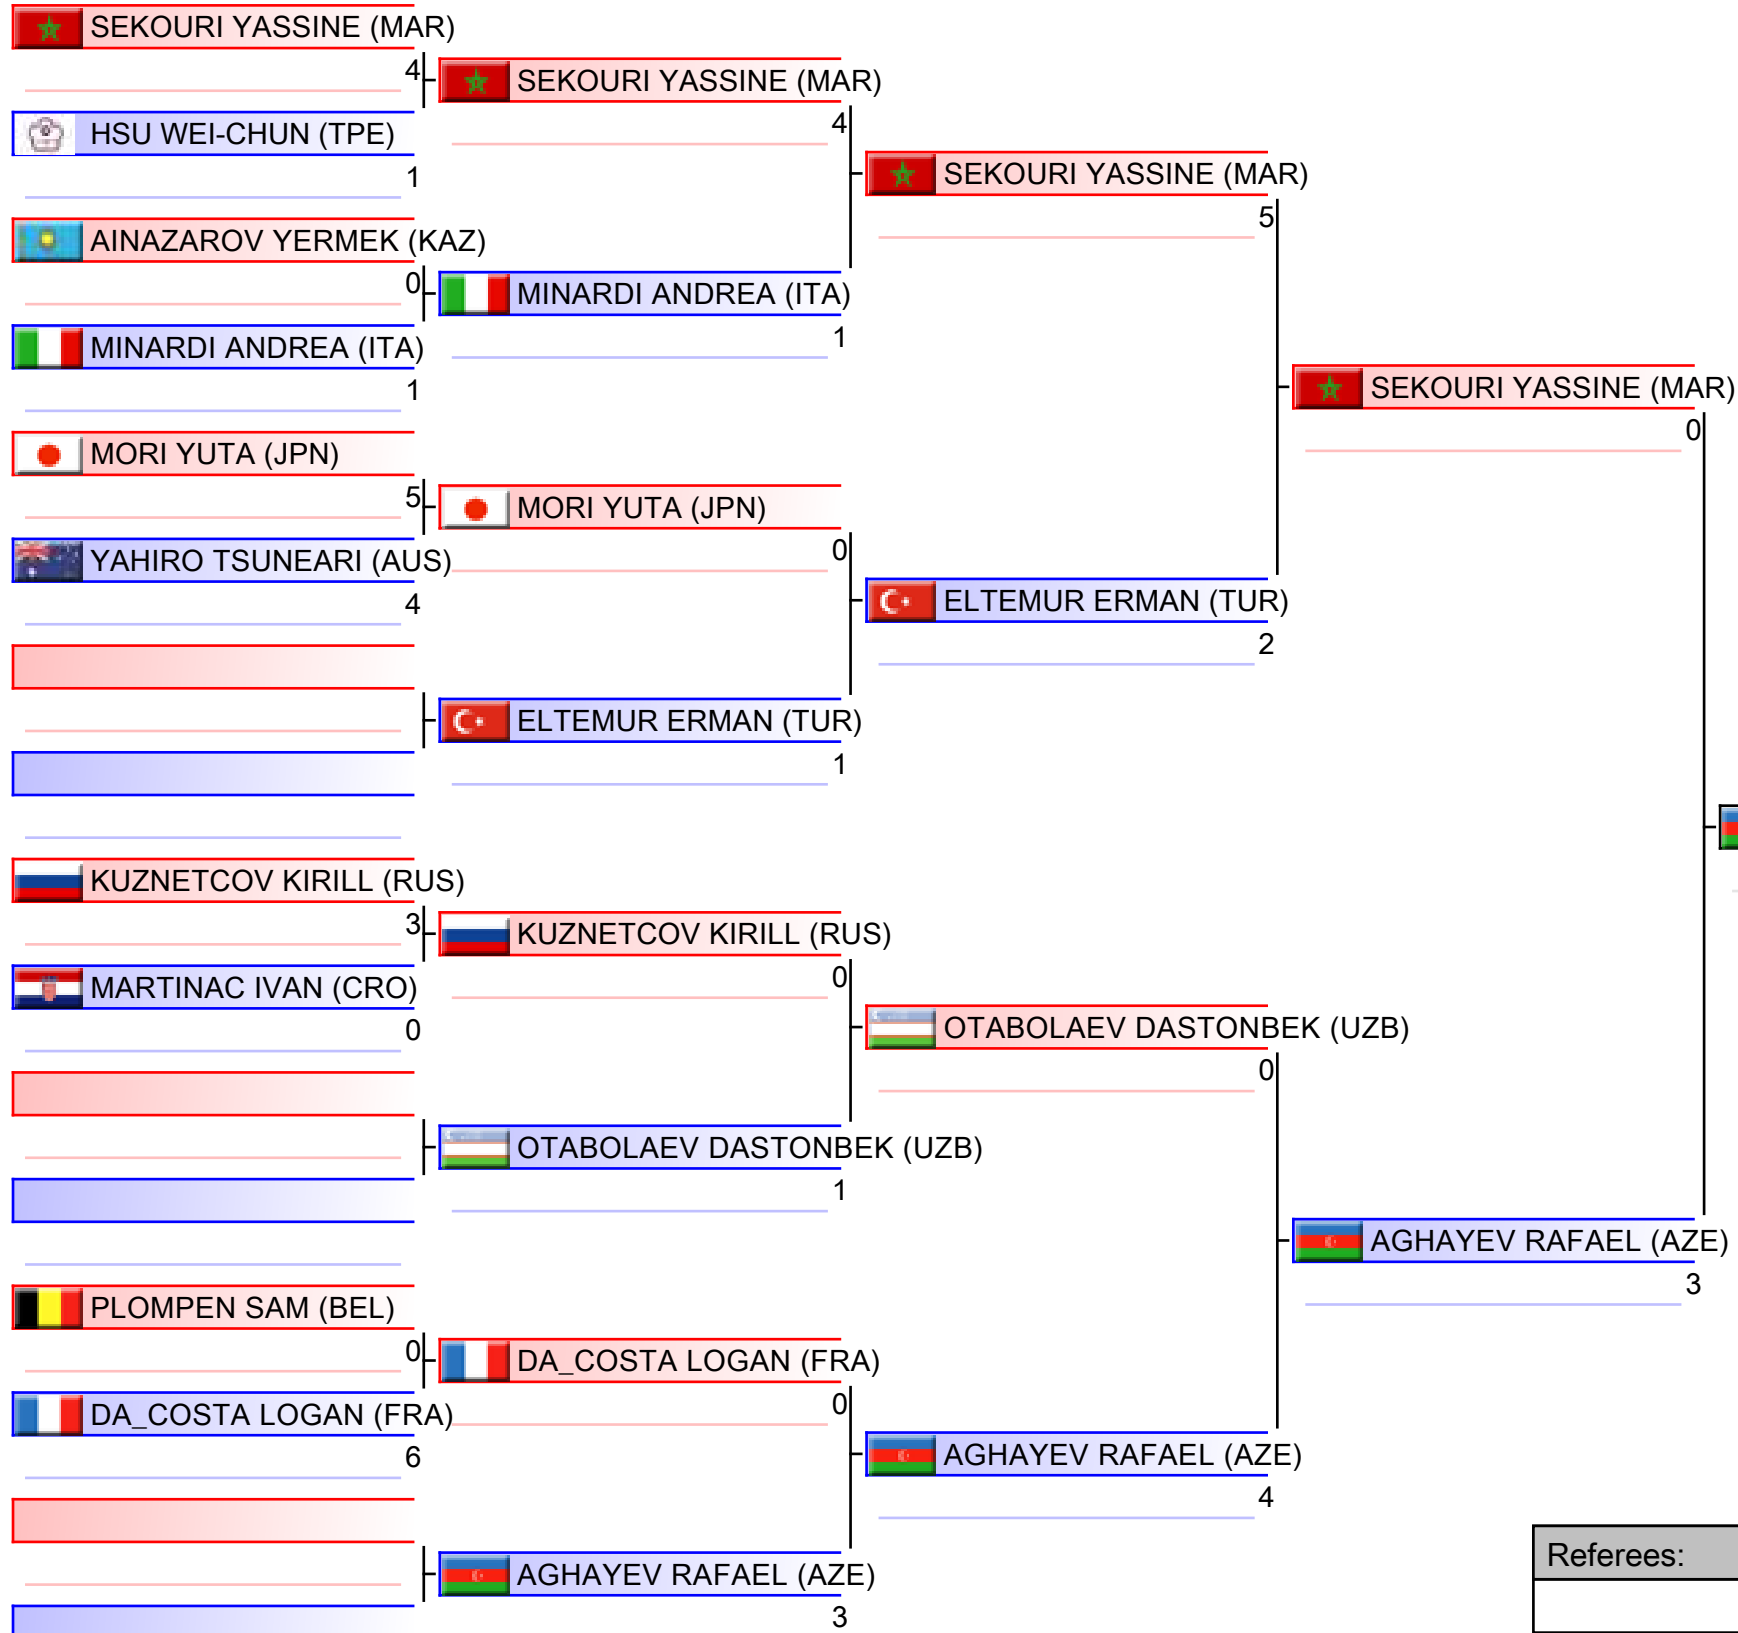 SEKOURI YASSINE (MAR)
4
HSU WEI-CHUN (TPE)
1
AINAZAROV YERMEK (KAZ)
0
MINARDI ANDREA (ITA)
1
MORI YUTA (JPN)
5
YAHIRO TSUNEARI (AUS)
4
KUZNETCOV KIRILL (RUS)
3
MARTINAC IVAN (CRO)
0
PLOMPEN SAM (BEL)
0
DA_COSTA LOGAN (FRA)
6
SEKOURI YASSINE (MAR)
4
MINARDI ANDREA (ITA)
1
MORI YUTA (JPN)
0
ELTEMUR ERMAN (TUR)
1
KUZNETCOV KIRILL (RUS)
0
OTABOLAEV DASTONBEK (UZB)
1
DA_COSTA LOGAN (FRA)
0
AGHAYEV RAFAEL (AZE)
3
SEKOURI YASSINE (MAR)
5
ELTEMUR ERMAN (TUR)
2
OTABOLAEV DASTONBEK (UZB)
0
AGHAYEV RAFAEL (AZE)
4
SEKOURI YASSINE (MAR)
0
AGHAYEV RAFAEL (AZE)
3
Referees: